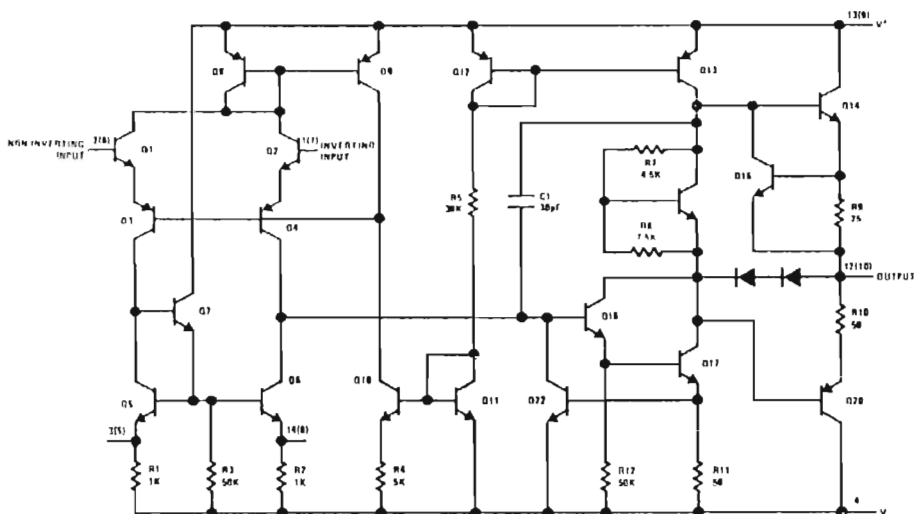 13(9)
V+
Q8
Q9
Q12
Q13
Q14
NON INVERTING
INPUT
2(6)
Q1
Q2
1(7)
INVERTING
INPUT
R7
4.5K
Q15
R5
39K
C1
30pF
R9
25
Q3
Q4
R8
7.5K
12(10)
OUTPUT
Q7
Q16
R10
50
Q17
Q5
Q6
Q10
Q11
Q22
Q20
3(5)
14(8)
R1
1K
R3
50K
R2
1K
R4
5K
R12
50K
R11
50
4
V